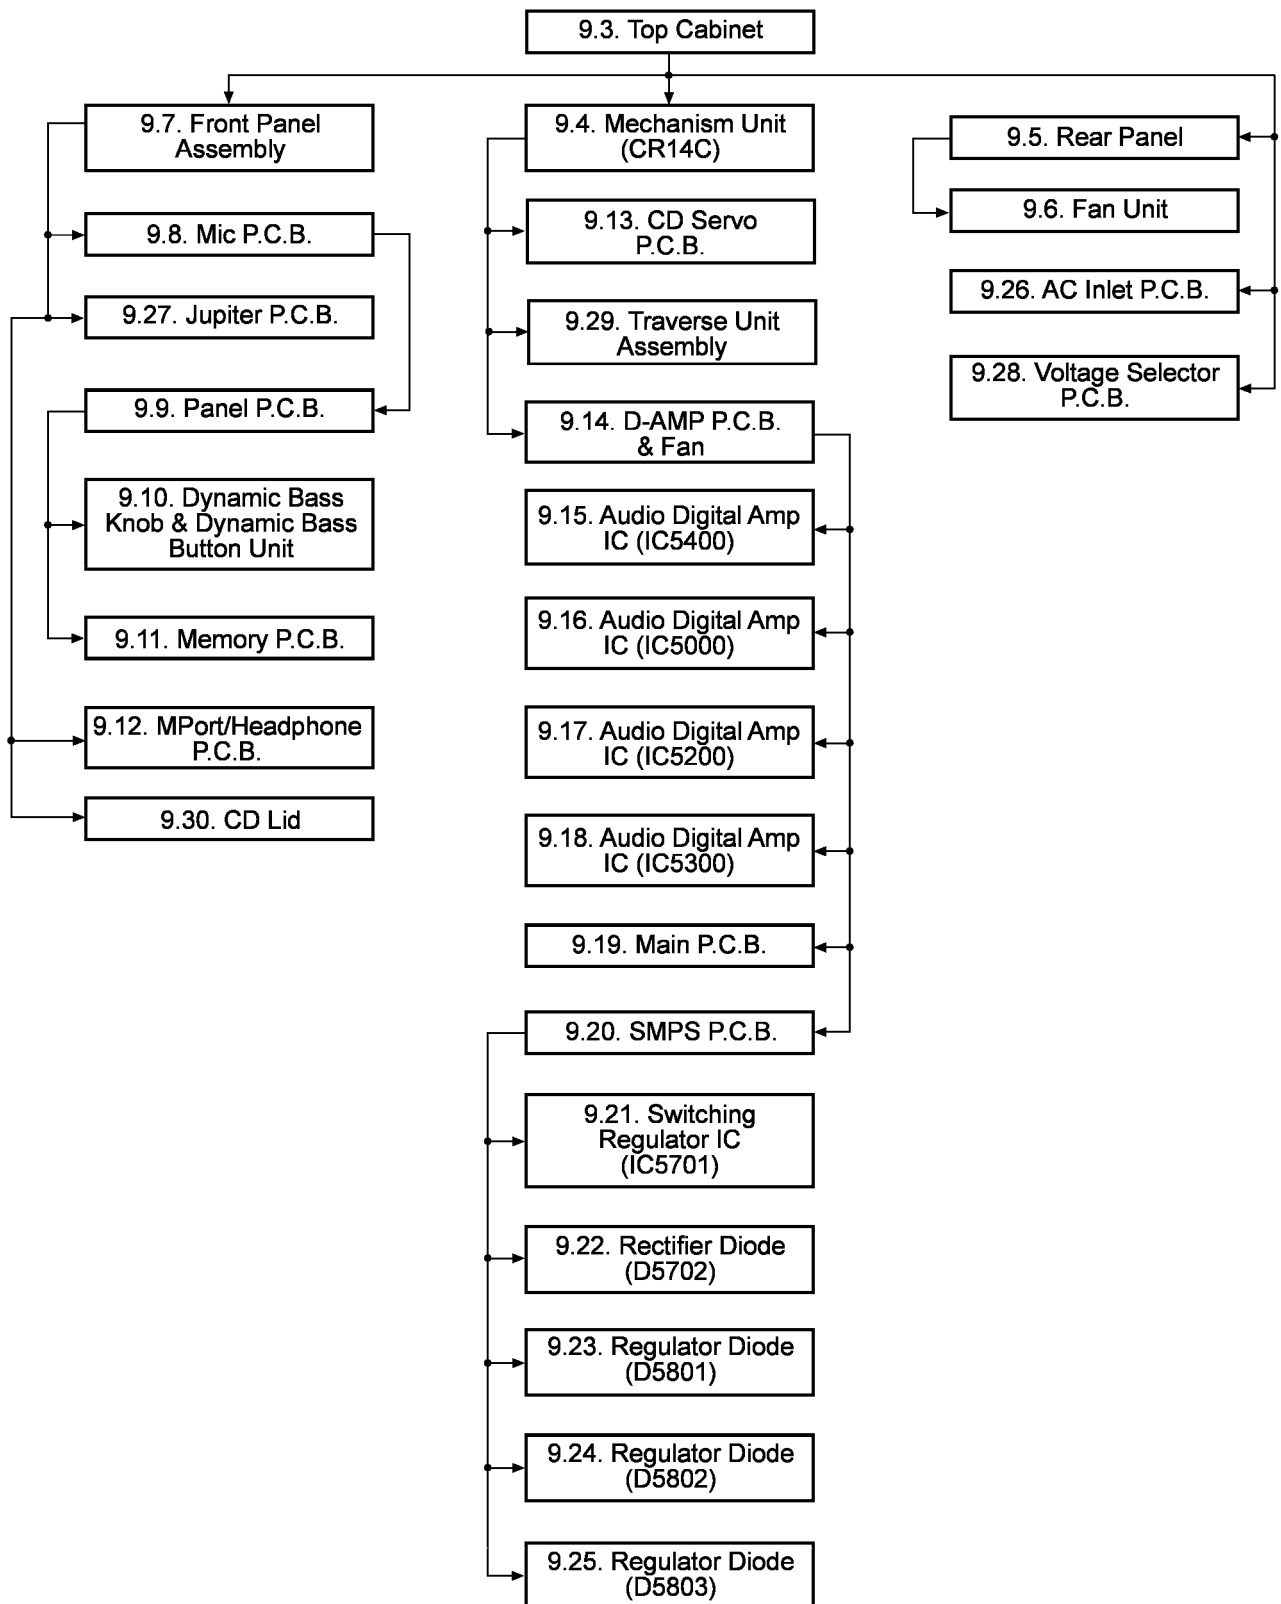 9.3. Top Cabinet
9.7. Front Panel
Assembly
9.8. Mic P.C.B.
9.27. Jupiter P.C.B.
9.9. Panel P.C.B.
9.10. Dynamic Bass
Knob & Dynamic Bass
Button Unit
9.11. Memory P.C.B.
9.12. MPort/Headphone
P.C.B.
9.30. CD Lid
9.4. Mechanism Unit
(CR14C)
9.13. CD Servo
P.C.B.
9.29. Traverse Unit
Assembly
9.14. D-AMP P.C.B.
& Fan
9.15. Audio Digital Amp
IC (IC5400)
9.16. Audio Digital Amp
IC (IC5000)
9.17. Audio Digital Amp
IC (IC5200)
9.18. Audio Digital Amp
IC (IC5300)
9.19. Main P.C.B.
9.20. SMPS P.C.B.
9.21. Switching
Regulator IC
(IC5701)
9.22. Rectifier Diode
(D5702)
9.23. Regulator Diode
(D5801)
9.24. Regulator Diode
(D5802)
9.25. Regulator Diode
(D5803)
9.5. Rear Panel
9.6. Fan Unit
9.26. AC Inlet P.C.B.
9.28. Voltage Selector
P.C.B.